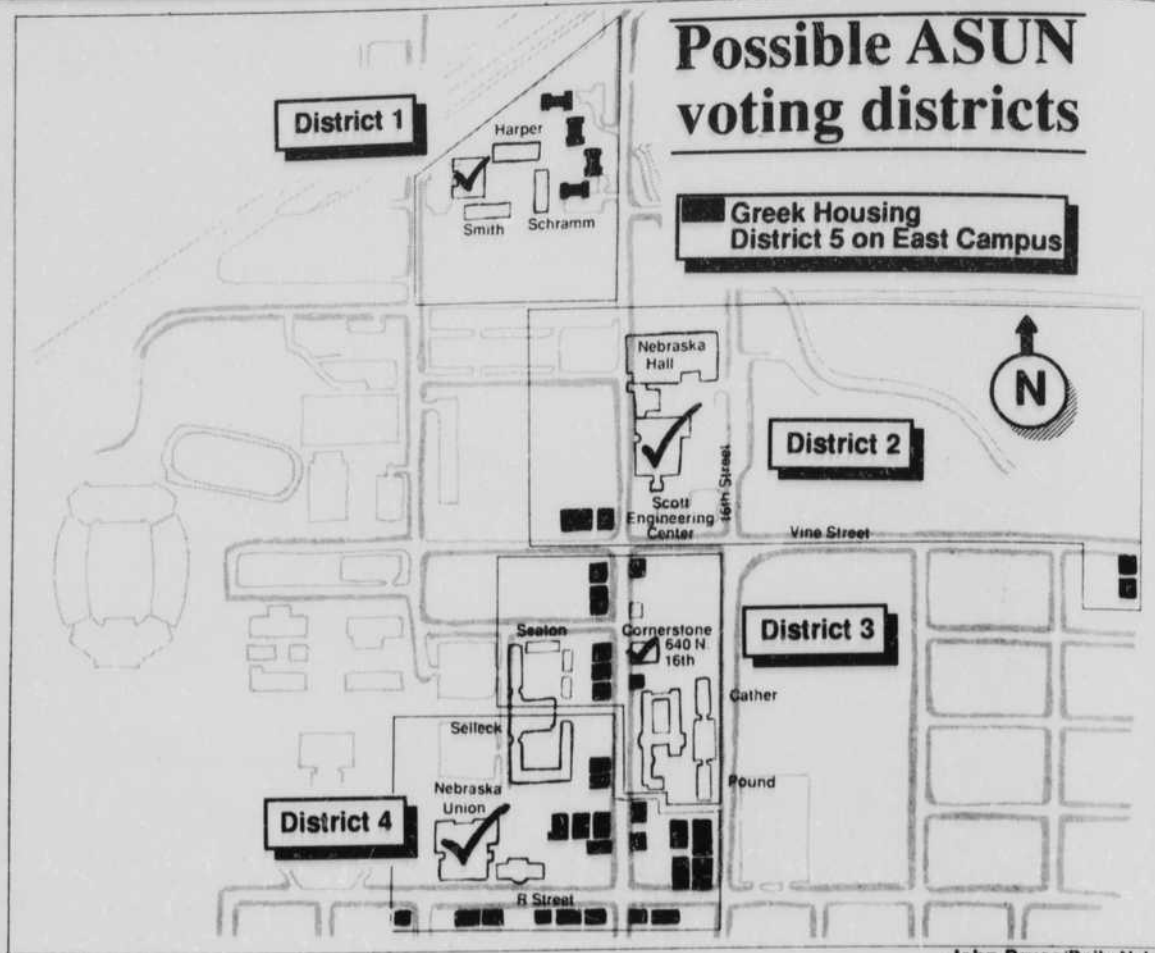 Possible ASUN
voting districts
District 1
Harper
Smith
Schramm
Greek Housing
District 5 on East Campus
Nebraska
Hall
N
District 2
16th Street
Scott
Engineering
Center
Vine Street
Seaton
Cornerstone
640 N.
16th
District 3
Cather
Selleck
Pound
Nebraska
Union
District 4
R Street